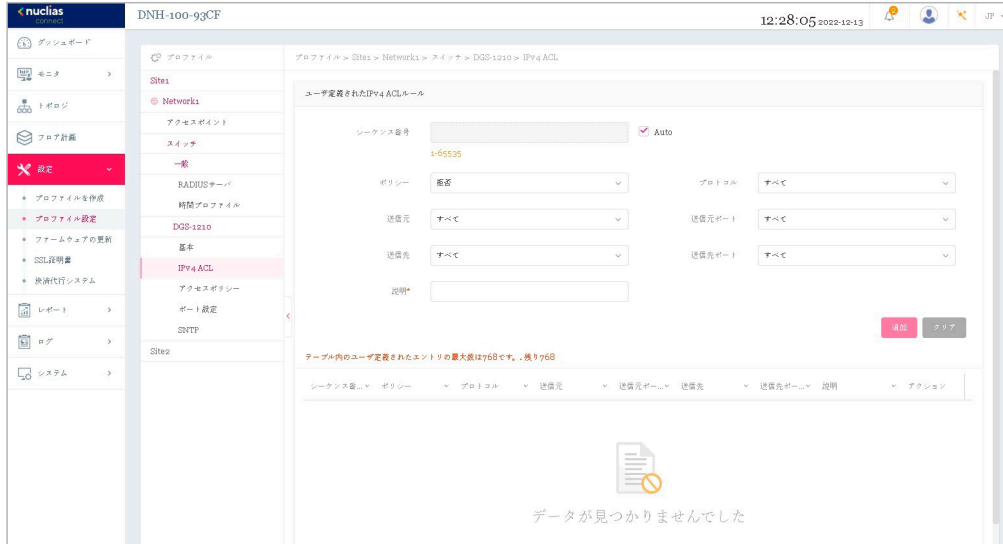 nuclias
connect
DNH-100-93CF
12:28:05 2022-12-13
JP
ダッシュボード
モニタ
トポロジ
フロア計画
設定
プロファイルを作成
プロファイル設定
ファームウェアの更新
SSL証明書
決済代行システム
レポート
ログ
システム
プロファイル
Site1
Network1
アクセスポイント
スイッチ
一般
RADIUSサーバ
時間プロファイル
DGS-1210
基本
IPv4 ACL
アクセスポリシー
ポート設定
SNTP
Site2
プロファイル > Site1 > Network1 > スイッチ > DGS-1210 > IPv4 ACL
ユーザ定義されたIPv4 ACLルール
シーケンス番号
Auto
1-65535
ポリシー 拒否 プロトコル すべて
送信元 すべて 送信元ポート すべて
送信先 すべて 送信先ポート すべて
説明*
追加 クリア
テーブル内のユーザ定義されたエントリの最大数は768です。. 残り768
シーケンス番... ポリシー プロトコル 送信元 送信元ポー... 送信先 送信先ポー... 説明 アクション
データが見つかりませんでした